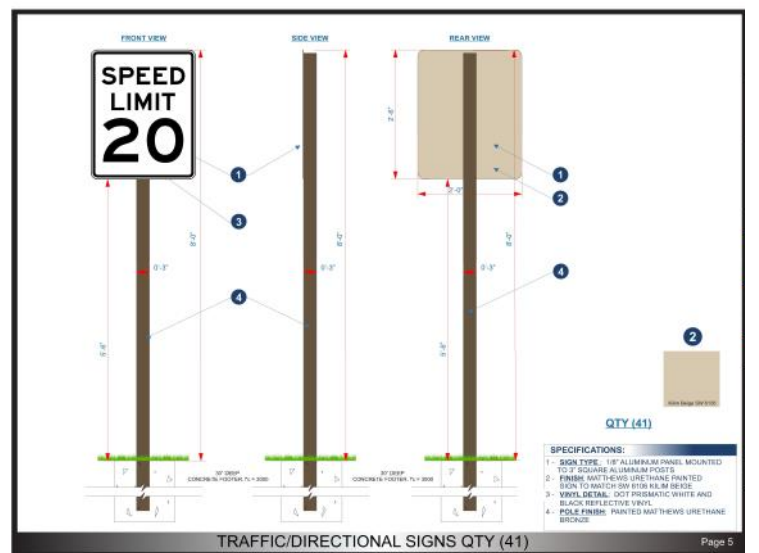 FRONT VIEW
SIDE VIEW
REAR VIEW
SPEED
LIMIT
20
1
3
4
8'-0"
0'-3"
5'-6"
8'-0"
0'-3"
2'-6"
2'-0"
1
2
8'-0"
0'-3"
4
5'-6"
30" DEEP
CONCRETE FOOTER,
30" DEEP
CONCRETE FOOTER,
2
Kilim Beige SW 6106
QTY (41)
SPECIFICATIONS:
1 - SIGN TYPE: 1/8" ALUMINUM PANEL MOUNTED
TO 3" SQUARE ALUMINUM POSTS
2 - FINISH: MATTHEWS URETHANE PAINTED
SIGN TO MATCH SW 6106 KILIM BEIGE
3 - VINYL DETAIL: DOT PRISMATIC WHITE AND
BLACK REFLECTIVE VINYL
4 - POLE FINISH: PAINTED MATTHEWS URETHANE
BRONZE
TRAFFIC/DIRECTIONAL SIGNS QTY (41)
Page 5